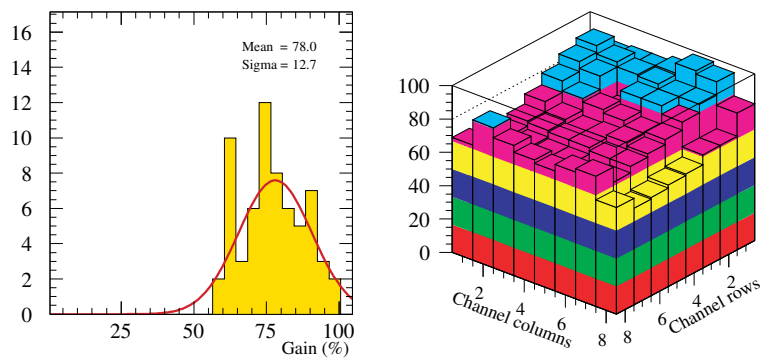 16
14
12
10
8
6
4
2
0
Mean = 78.0
Sigma = 12.7
25 50 75 100
Gain (%)
100
80
60
40
20
0
2 4 6 8
Channel columns
8 6 4 2
Channel rows